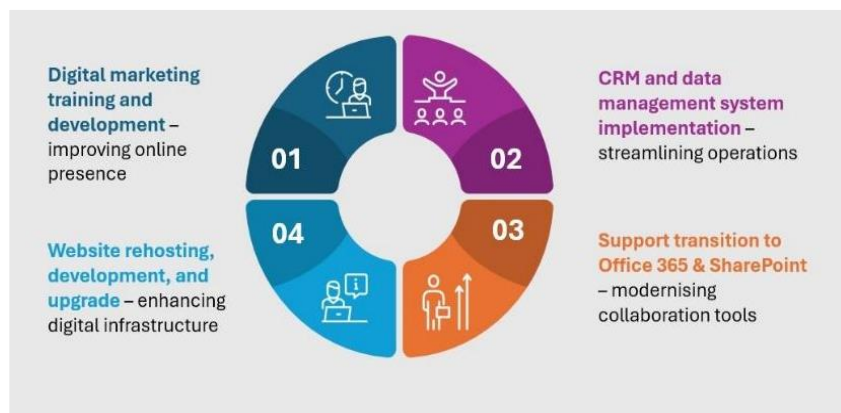 Digital marketing
training and
development –
improving online
presence
01
CRM and data
management system
implementation –
streamlining operations
02
Support transition to
Office 365 & SharePoint
– modernising
collaboration tools
03
Website rehosting,
development, and
upgrade – enhancing
digital infrastructure
04
i